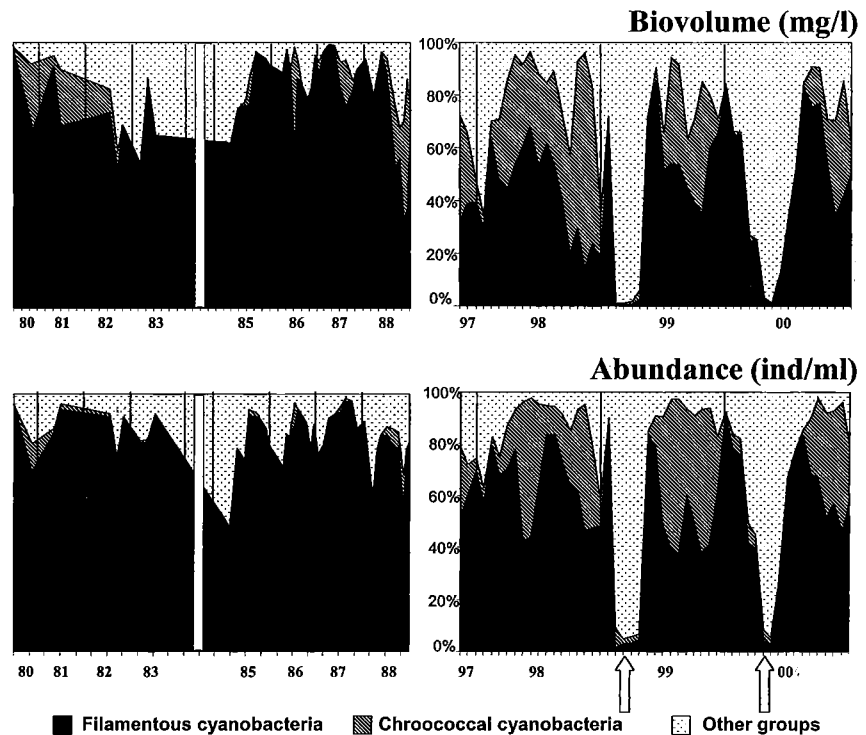 Biovolume (mg/l)
100%
80%
60%
40%
20%
0%
80 81 82 83 85 86 87 88
97 98 99 00
Abundance (ind/ml)
100%
80%
60%
40%
20%
0%
80 81 82 83 85 86 87 88
97 98 99 00
Filamentous cyanobacteria Chroococcal cyanobacteria Other groups